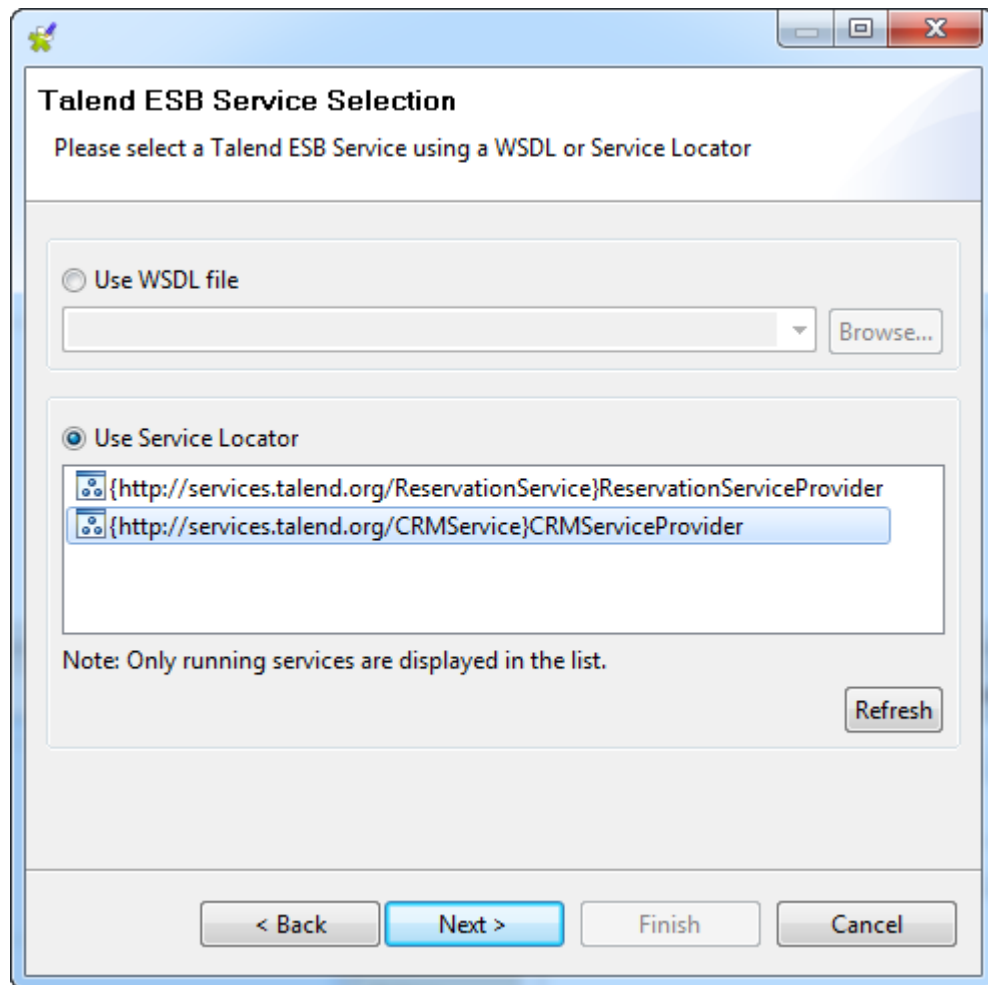 Talend ESB Service Selection
Please select a Talend ESB Service using a WSDL or Service Locator
Use WSDL file
Browse...
Use Service Locator
{http://services.talend.org/ReservationService}ReservationServiceProvider
{http://services.talend.org/CRMService}CRMServiceProvider
Note: Only running services are displayed in the list.
Refresh
< Back Next > Finish Cancel